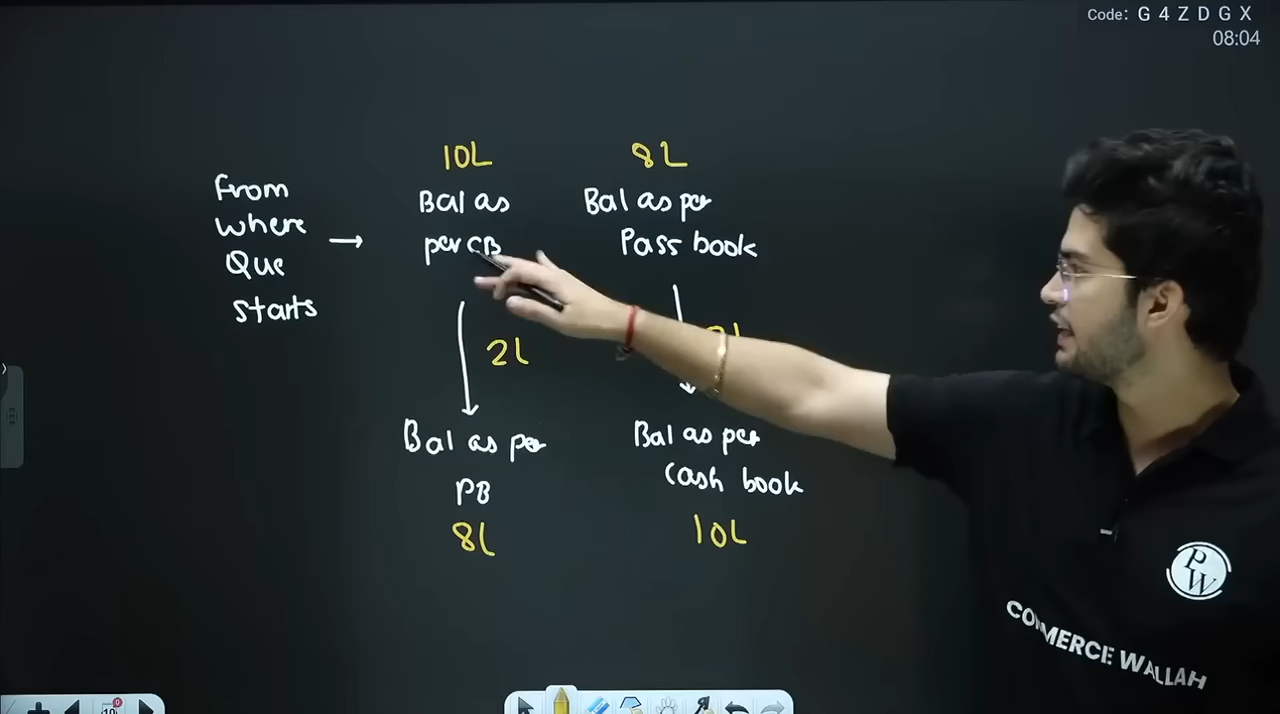 Code: G 4 Z D G X
08:04
10L
8L
From
Where
Que
Starts
Bal as
per CB
Bal as per
Pass book
2L
Bal as per
PB
8L
Bal as per
Cash book
10L
PW
COMMERCE WALLAH